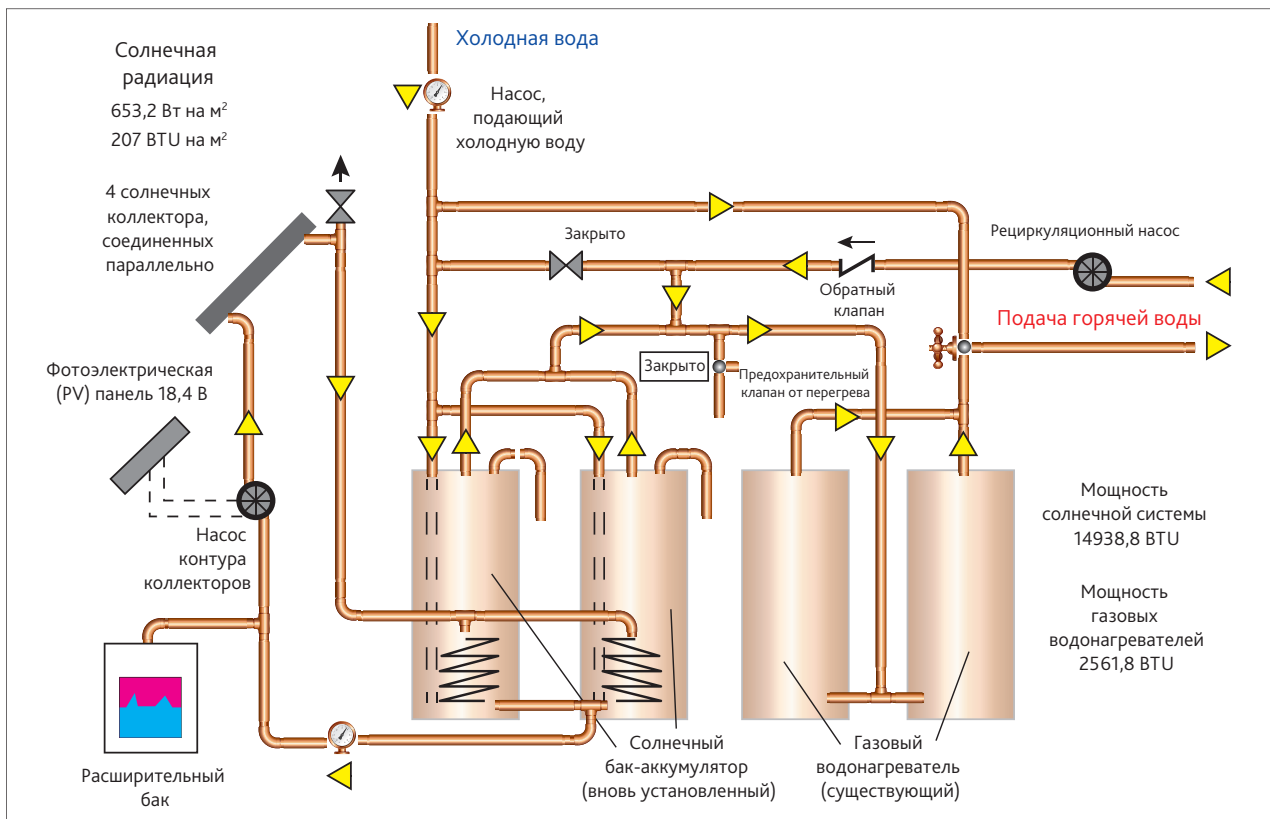 Солнечная
радиация
653,2 Вт на м²
207 BTU на м²
Холодная вода
Насос,
подающий
холодную воду
4 солнечных
коллектора,
соединенных
параллельно
Закрыто
Обратный
клапан
Рециркуляционный насос
Подача горячей воды
Закрыто
Предохранительный
клапан от перегрева
Фотоэлектрическая
(PV) панель 18,4 В
Насос
контура
коллекторов
Мощность
солнечной системы
14938,8 BTU
Мощность
газовых
водонагревателей
2561,8 BTU
Расширительный
бак
Солнечный
бак-аккумулятор
(вновь установленный)
Газовый
водонагреватель
(существующий)